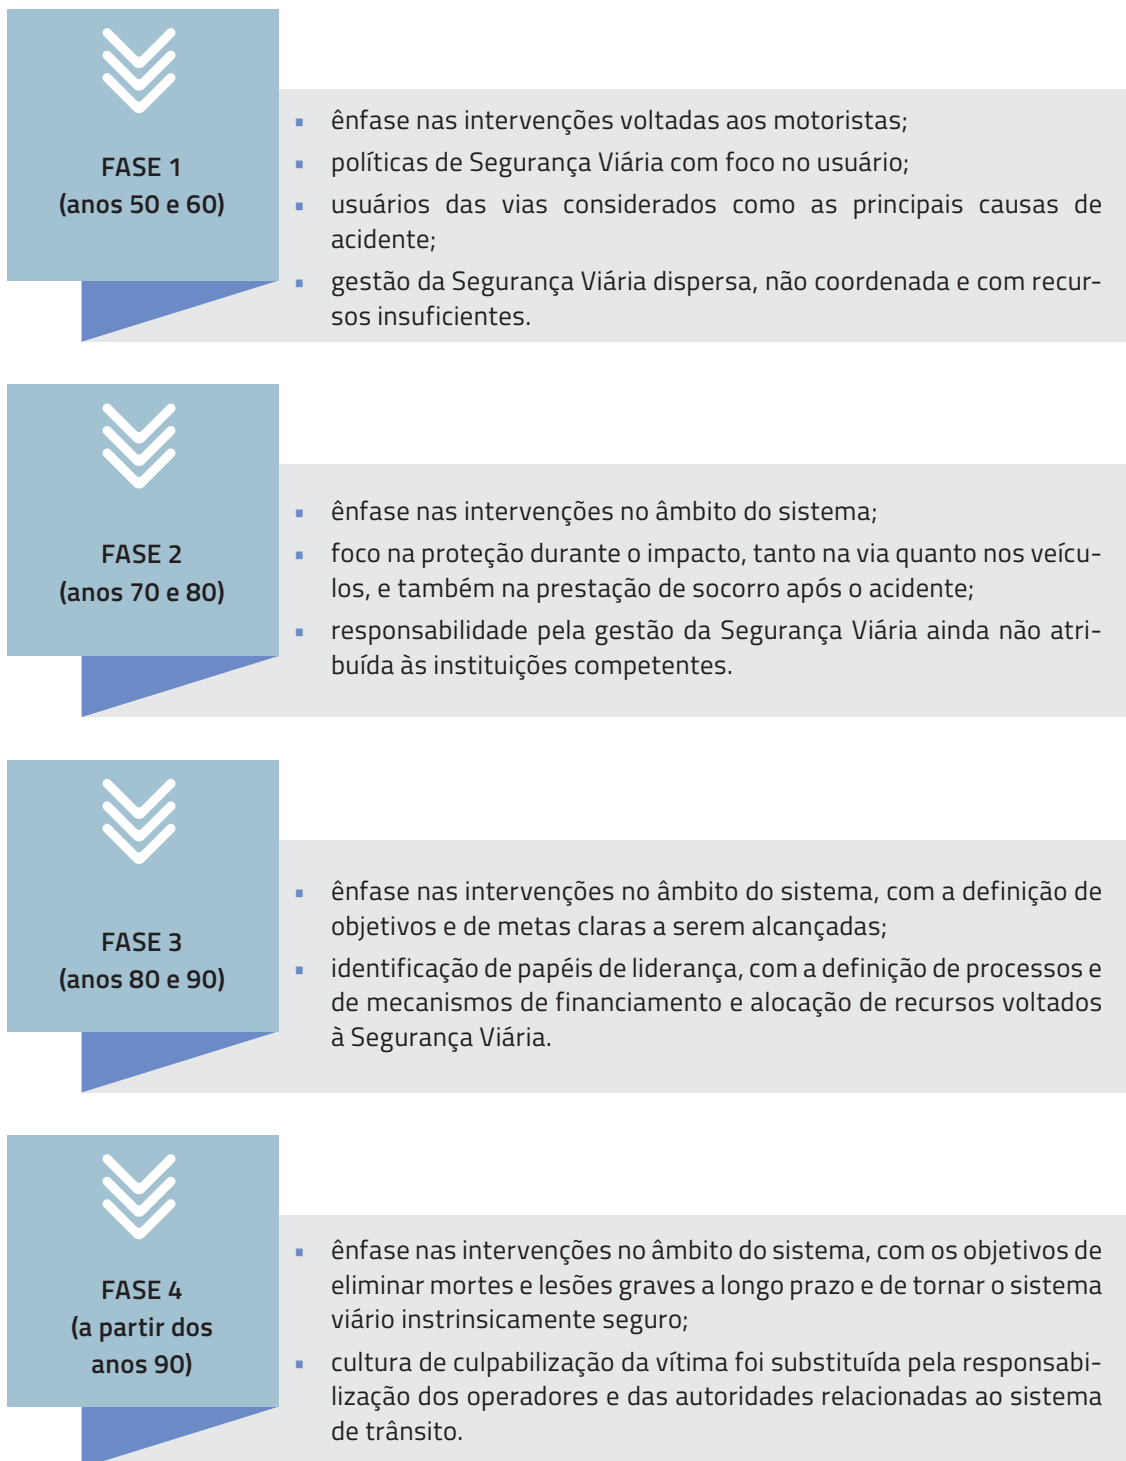 FASE 1
(anos 50 e 60)
▪ ênfase nas intervenções voltadas aos motoristas;
▪ políticas de Segurança Viária com foco no usuário;
▪ usuários das vias considerados como as principais causas de
acidente;
▪ gestão da Segurança Viária dispersa, não coordenada e com recur-
sos insuficientes.
FASE 2
(anos 70 e 80)
▪ ênfase nas intervenções no âmbito do sistema;
▪ foco na proteção durante o impacto, tanto na via quanto nos veícu-
los, e também na prestação de socorro após o acidente;
▪ responsabilidade pela gestão da Segurança Viária ainda não atri-
buída às instituições competentes.
FASE 3
(anos 80 e 90)
▪ ênfase nas intervenções no âmbito do sistema, com a definição de
objetivos e de metas claras a serem alcançadas;
▪ identificação de papéis de liderança, com a definição de processos e
de mecanismos de financiamento e alocação de recursos voltados
à Segurança Viária.
FASE 4
(a partir dos
anos 90)
▪ ênfase nas intervenções no âmbito do sistema, com os objetivos de
eliminar mortes e lesões graves a longo prazo e de tornar o sistema
viário instrinsicamente seguro;
▪ cultura de culpabilização da vítima foi substituída pela responsabi-
lização dos operadores e das autoridades relacionadas ao sistema
de trânsito.